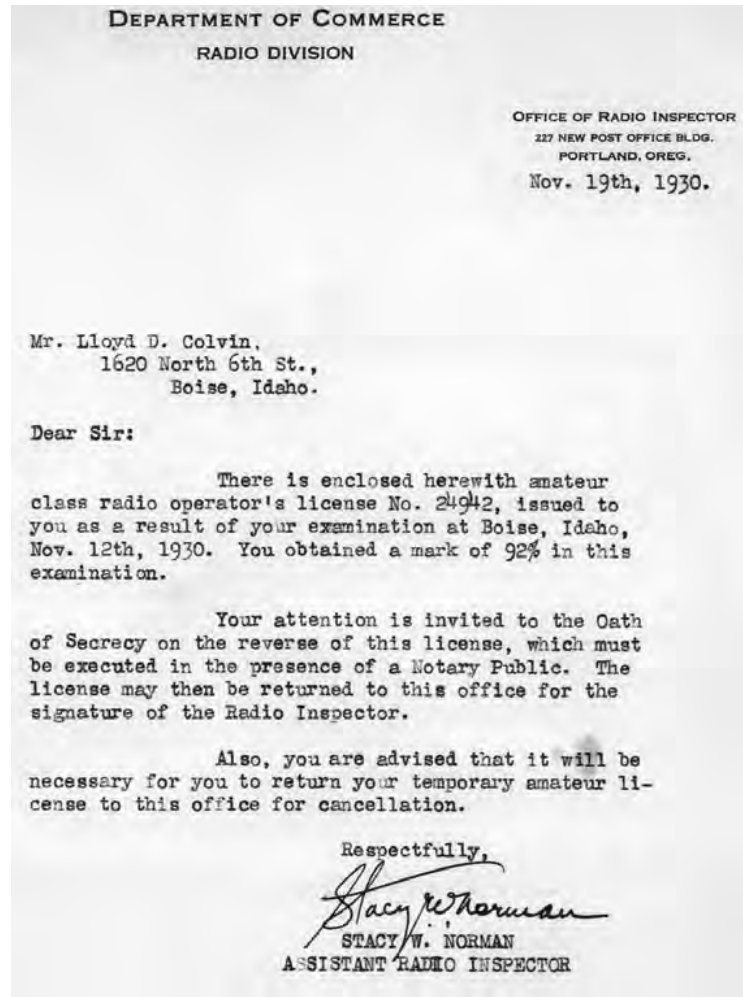 DEPARTMENT OF COMMERCE
RADIO DIVISION
OFFICE OF RADIO INSPECTOR
227 NEW POST OFFICE BLDG.
PORTLAND, OREG.
Nov. 19th, 1930.
Mr. Lloyd D. Colvin,
1620 North 6th St.,
Boise, Idaho.
Dear Sir:
There is enclosed herewith amateur
class radio operator's license No. 24942, issued to
you as a result of your examination at Boise, Idaho,
Nov. 12th, 1930. You obtained a mark of 92% in this
examination.
Your attention is invited to the Oath
of Secrecy on the reverse of this license, which must
be executed in the presence of a Notary Public. The
license may then be returned to this office for the
signature of the Radio Inspector.
Also, you are advised that it will be
necessary for you to return your temporary amateur li-
cense to this office for cancellation.
Respectfully,
Stacy W Norman
STACY W. NORMAN
ASSISTANT RADIO INSPECTOR